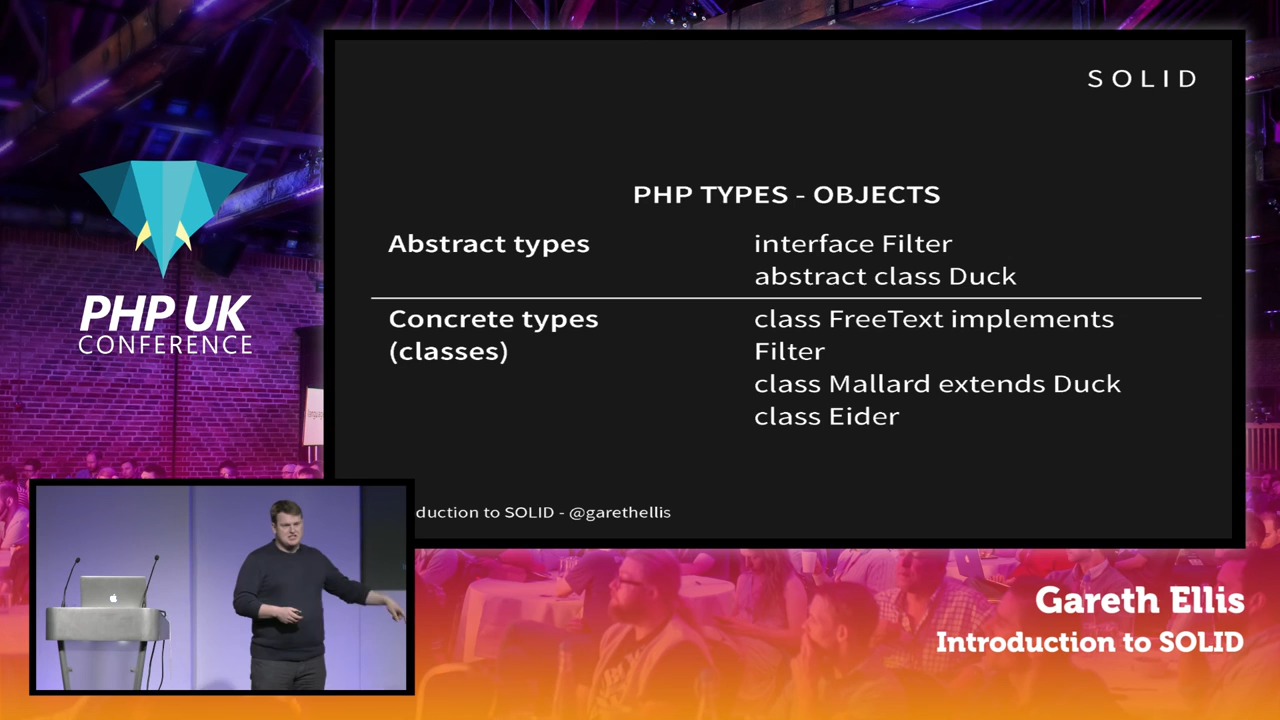 SOLID
PHP TYPES - OBJECTS
Abstract types
interface Filter
abstract class Duck
Concrete types
(classes)
class FreeText implements
Filter
class Mallard extends Duck
class Eider
duction to SOLID - @garethellis
PHP UK
CONFERENCE
Gareth Ellis
Introduction to SOLID